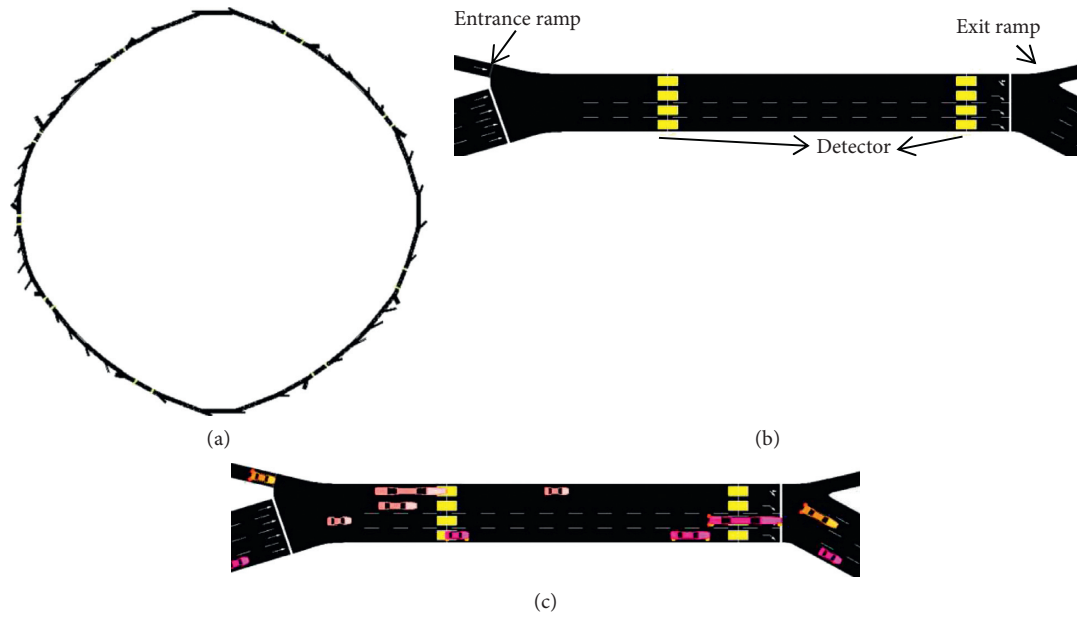 Entrance ramp
Exit ramp
Detector
(a)
(b)
(c)